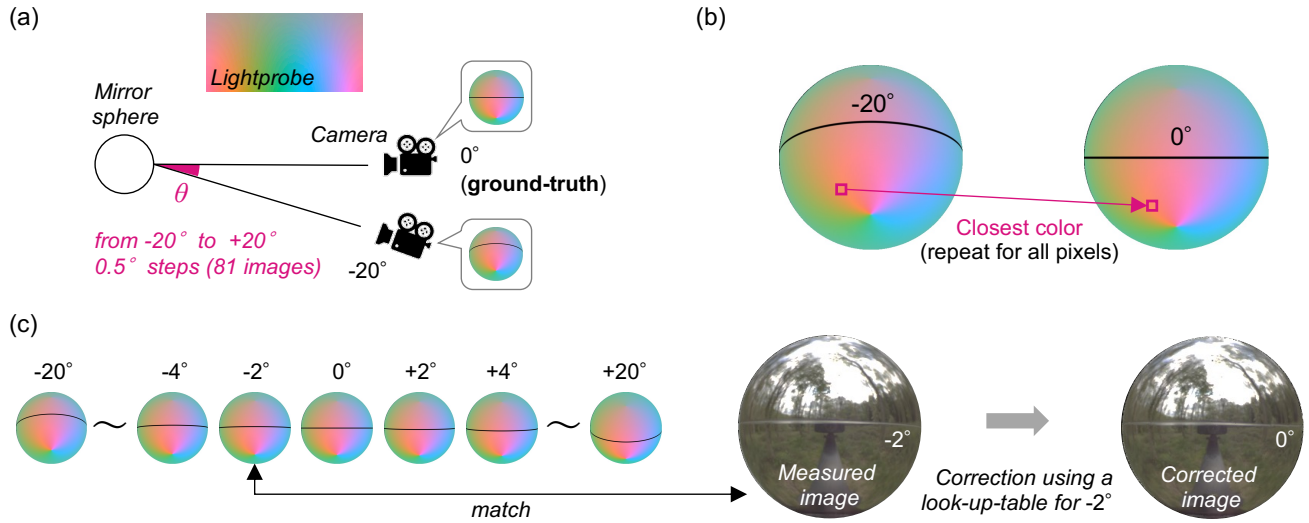 (a)
Lightprobe
Mirror
sphere
Camera
0°
(ground-truth)
θ
from -20° to +20°
0.5° steps (81 images)
-20°
(b)
-20°
0°
Closest color
(repeat for all pixels)
(c)
-20°
-4°
-2°
0°
+2°
+4°
+20°
~
~
match
-2°
Measured
image
Correction using a
look-up-table for -2°
0°
Corrected
image